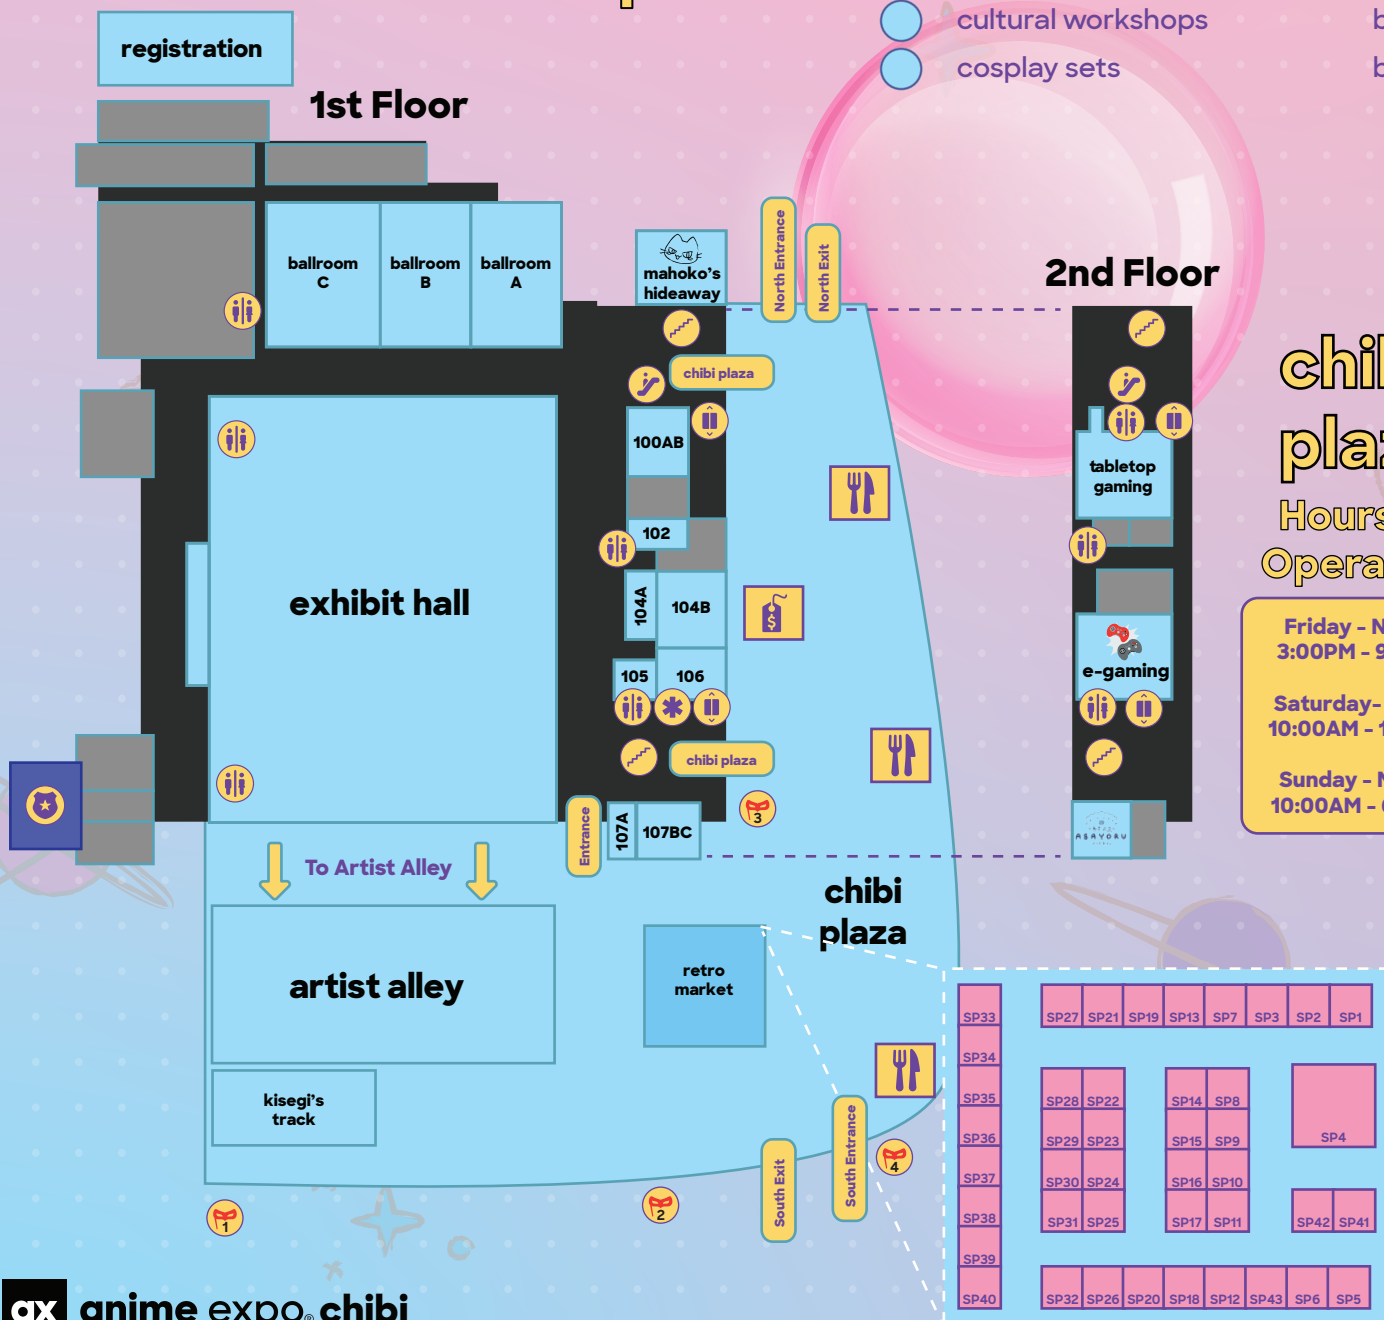 cultural workshops
cosplay sets
registration
1st Floor
ballroom
C
ballroom
B
ballroom
A
mahoko's
hideaway
North Entrance
North Exit
2nd Floor
chibi plaza
100AB
102
104A
104B
105
106
chibi plaza
exhibit hall
107A
107BC
Entrance
3
tabletop
gaming
e-gaming
ASAYORU
chi
pla
Hours
Opera
Friday - N
3:00PM - 9
Saturday-
10:00AM - 1
Sunday - N
10:00AM -
To Artist Alley
artist alley
kisegi's
track
retro
market
chibi
plaza
South Exit
South Entrance
1
2
4
SP33
SP34
SP35
SP36
SP37
SP38
SP39
SP40
SP27 SP21 SP19 SP13 SP7 SP3 SP2 SP1
SP28 SP22 SP14 SP8
SP29 SP23 SP15 SP9
SP4
SP30 SP24 SP16 SP10
SP31 SP25 SP17 SP11 SP42 SP41
SP32 SP26 SP20 SP18 SP12 SP43 SP6 SP5
ax anime expo® chibi
$